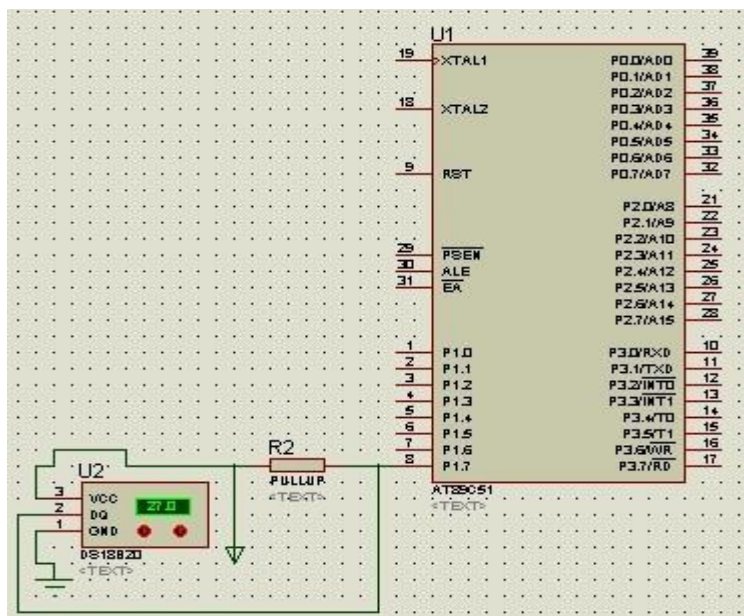 U1
19 XTAL1 P0.0/AD0 39
P0.1/AD1 38
P0.2/AD2 37
18 XTAL2 P0.3/AD3 36
P0.4/AD4 35
P0.5/AD5 34
P0.6/AD6 33
9 RST P0.7/AD7 32
P2.0/A8 21
P2.1/A9 22
P2.2/A10 23
29 PSEN P2.3/A11 24
30 ALE P2.4/A12 25
31 EA P2.5/A13 26
P2.6/A14 27
P2.7/A15 28
1 P1.0 P3.0/RXD 10
2 P1.1 P3.1/TXD 11
3 P1.2 P3.2/INT0 12
4 P1.3 P3.3/INT1 13
5 P1.4 P3.4/T0 14
6 P1.5 P3.5/T1 15
7 P1.6 P3.6/WR 16
8 P1.7 P3.7/RD 17
AT89C51
<TEXT>
R2
PULLUP
<TEXT>
U2
3 VCC
2 DQ 27.0
1 GND
DS18B20
<TEXT>